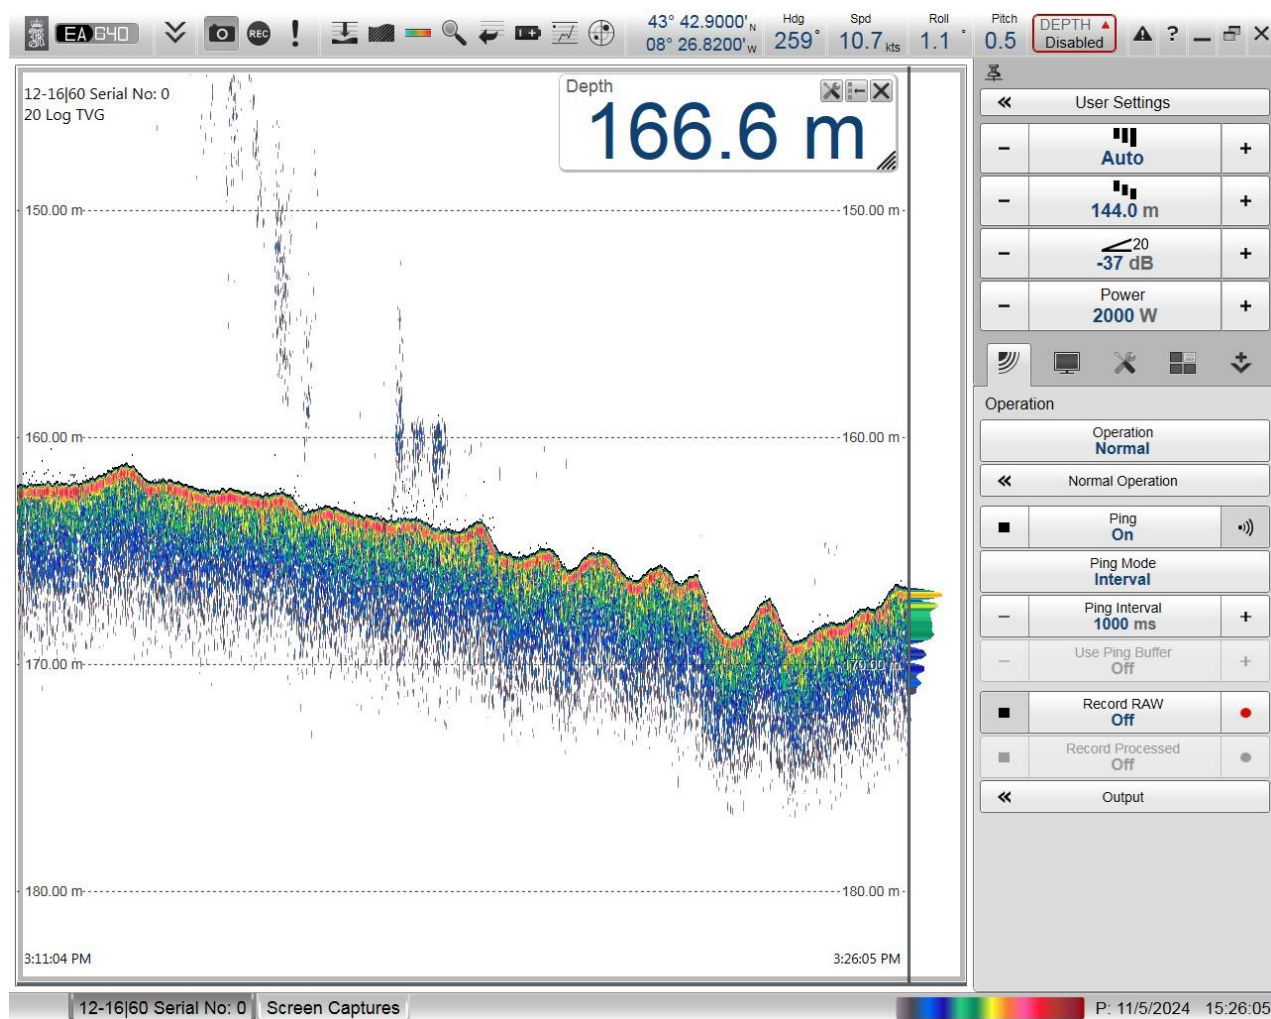 EA 640
REC
43° 42.9000' N
08° 26.8200' W
Hdg
259°
Spd
10.7 kts
Roll
1.1 °
Pitch
0.5
DEPTH
Disabled
?
12-16|60 Serial No: 0
20 Log TVG
Depth
166.6 m
150.00 m
150.00 m
160.00 m
160.00 m
170.00 m
170.00 m
180.00 m
180.00 m
3:11:04 PM
3:26:05 PM
User Settings
- Auto +
- 144.0 m +
20
- -37 dB +
Power
- 2000 W +
Operation
Operation
Normal
Normal Operation
Ping
On
Ping Mode
Interval
Ping Interval
- 1000 ms +
Use Ping Buffer
- Off +
Record RAW
Off
Record Processed
Off
Output
12-16|60 Serial No: 0
Screen Captures
P: 11/5/2024 15:26:05